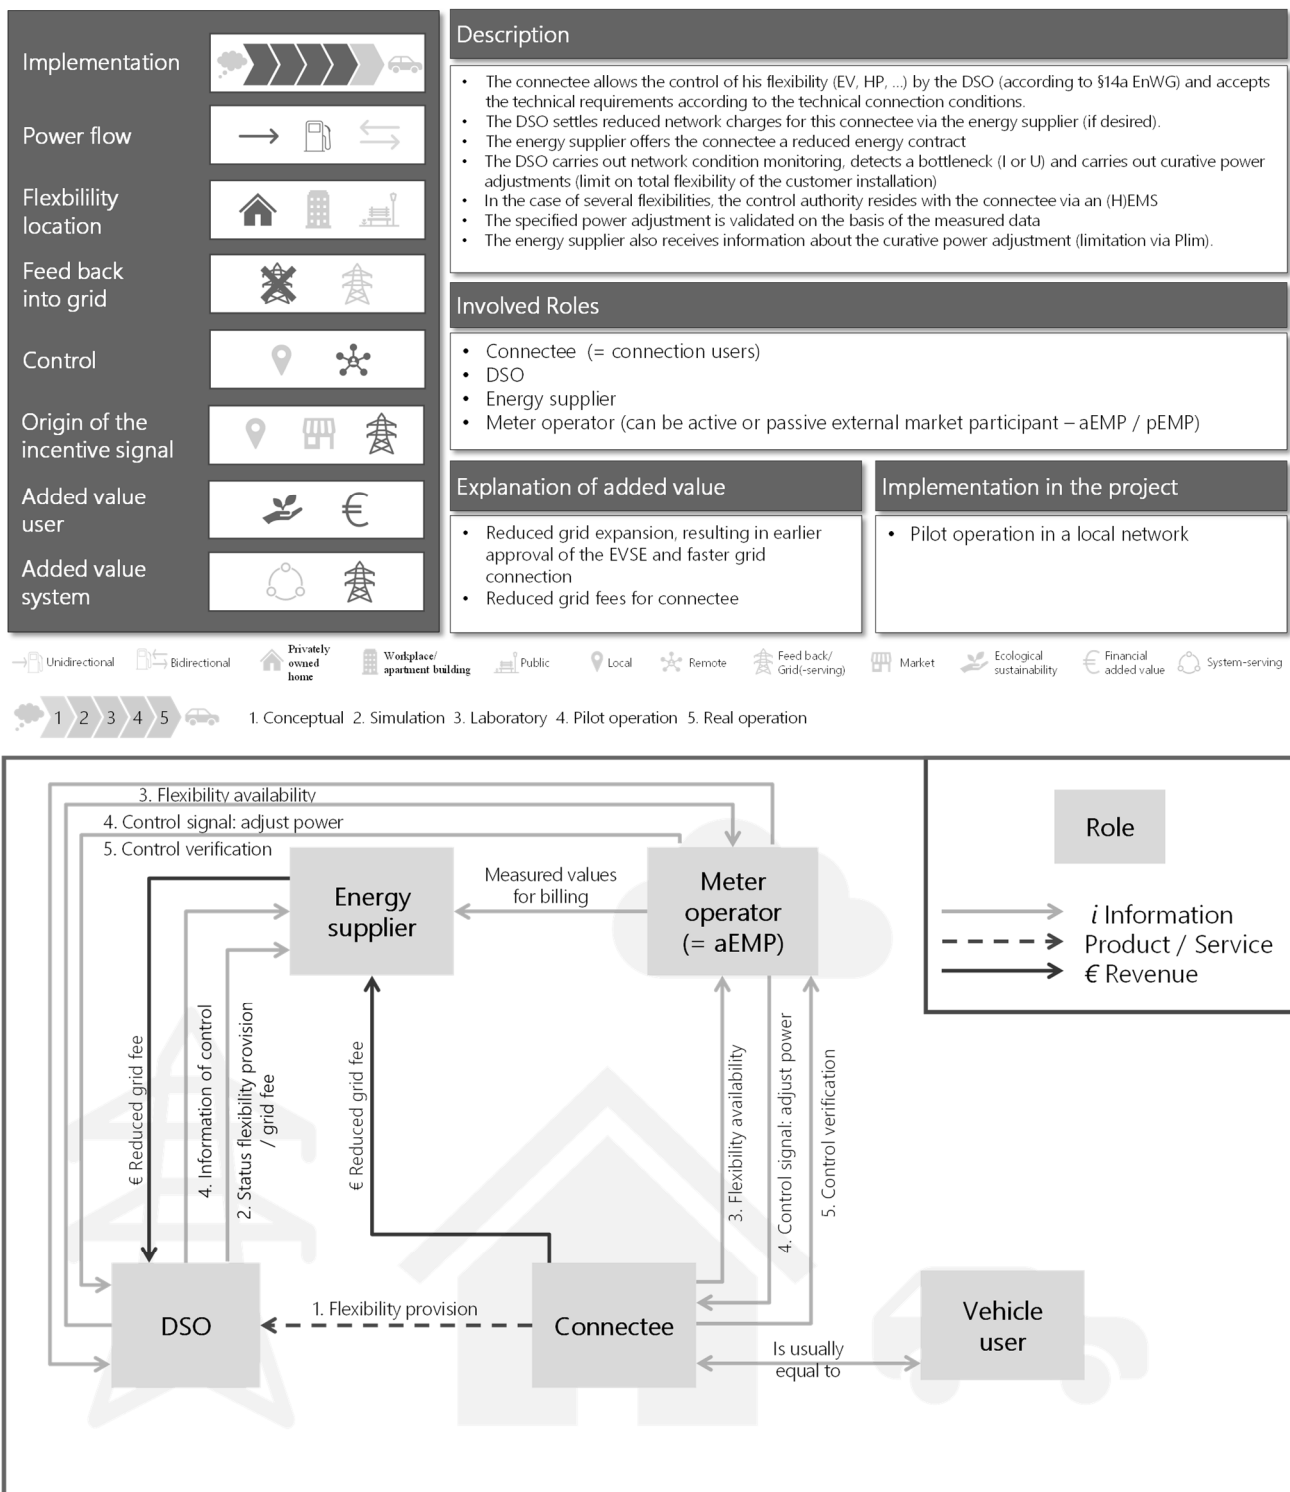 Implementation
Power flow
Flexbilility
location
Feed back
into grid
Control
Origin of the
incentive signal
Added value
user
Added value
system
Description
• The connectee allows the control of his flexibility (EV, HP, ...) by the DSO (according to §14a EnWG) and accepts
the technical requirements according to the technical connection conditions.
• The DSO settles reduced network charges for this connectee via the energy supplier (if desired).
• The energy supplier offers the connectee a reduced energy contract
• The DSO carries out network condition monitoring, detects a bottleneck (I or U) and carries out curative power
adjustments (limit on total flexibility of the customer installation)
• In the case of several flexibilities, the control authority resides with the connectee via an (H)EMS
• The specified power adjustment is validated on the basis of the measured data
• The energy supplier also receives information about the curative power adjustment (limitation via Plim).
Involved Roles
• Connectee (= connection users)
• DSO
• Energy supplier
• Meter operator (can be active or passive external market participant – aEMP / pEMP)
Explanation of added value
• Reduced grid expansion, resulting in earlier
approval of the EVSE and faster grid
connection
• Reduced grid fees for connectee
Implementation in the project
• Pilot operation in a local network
Unidirectional
Bidirectional
Privately
owned
home
Workplace/
apartment building
Public
Local
Remote
Feed back/
Grid(-serving)
Market
Ecological
sustainability
Financial
added value
System-serving
1 2 3 4 5
1. Conceptual 2. Simulation 3. Laboratory 4. Pilot operation 5. Real operation
3. Flexibility availability
4. Control signal: adjust power
5. Control verification
Energy
supplier
Measured values
for billing
Meter
operator
(= aEMP)
Role
i Information
Product / Service
€ Revenue
€ Reduced grid fee
4. Information of control
2. Status flexibility provision
/ grid fee
€ Reduced grid fee
3. Flexibility availability
4. Control signal: adjust power
5. Control verification
DSO
1. Flexibility provision
Connectee
Is usually
equal to
Vehicle
user